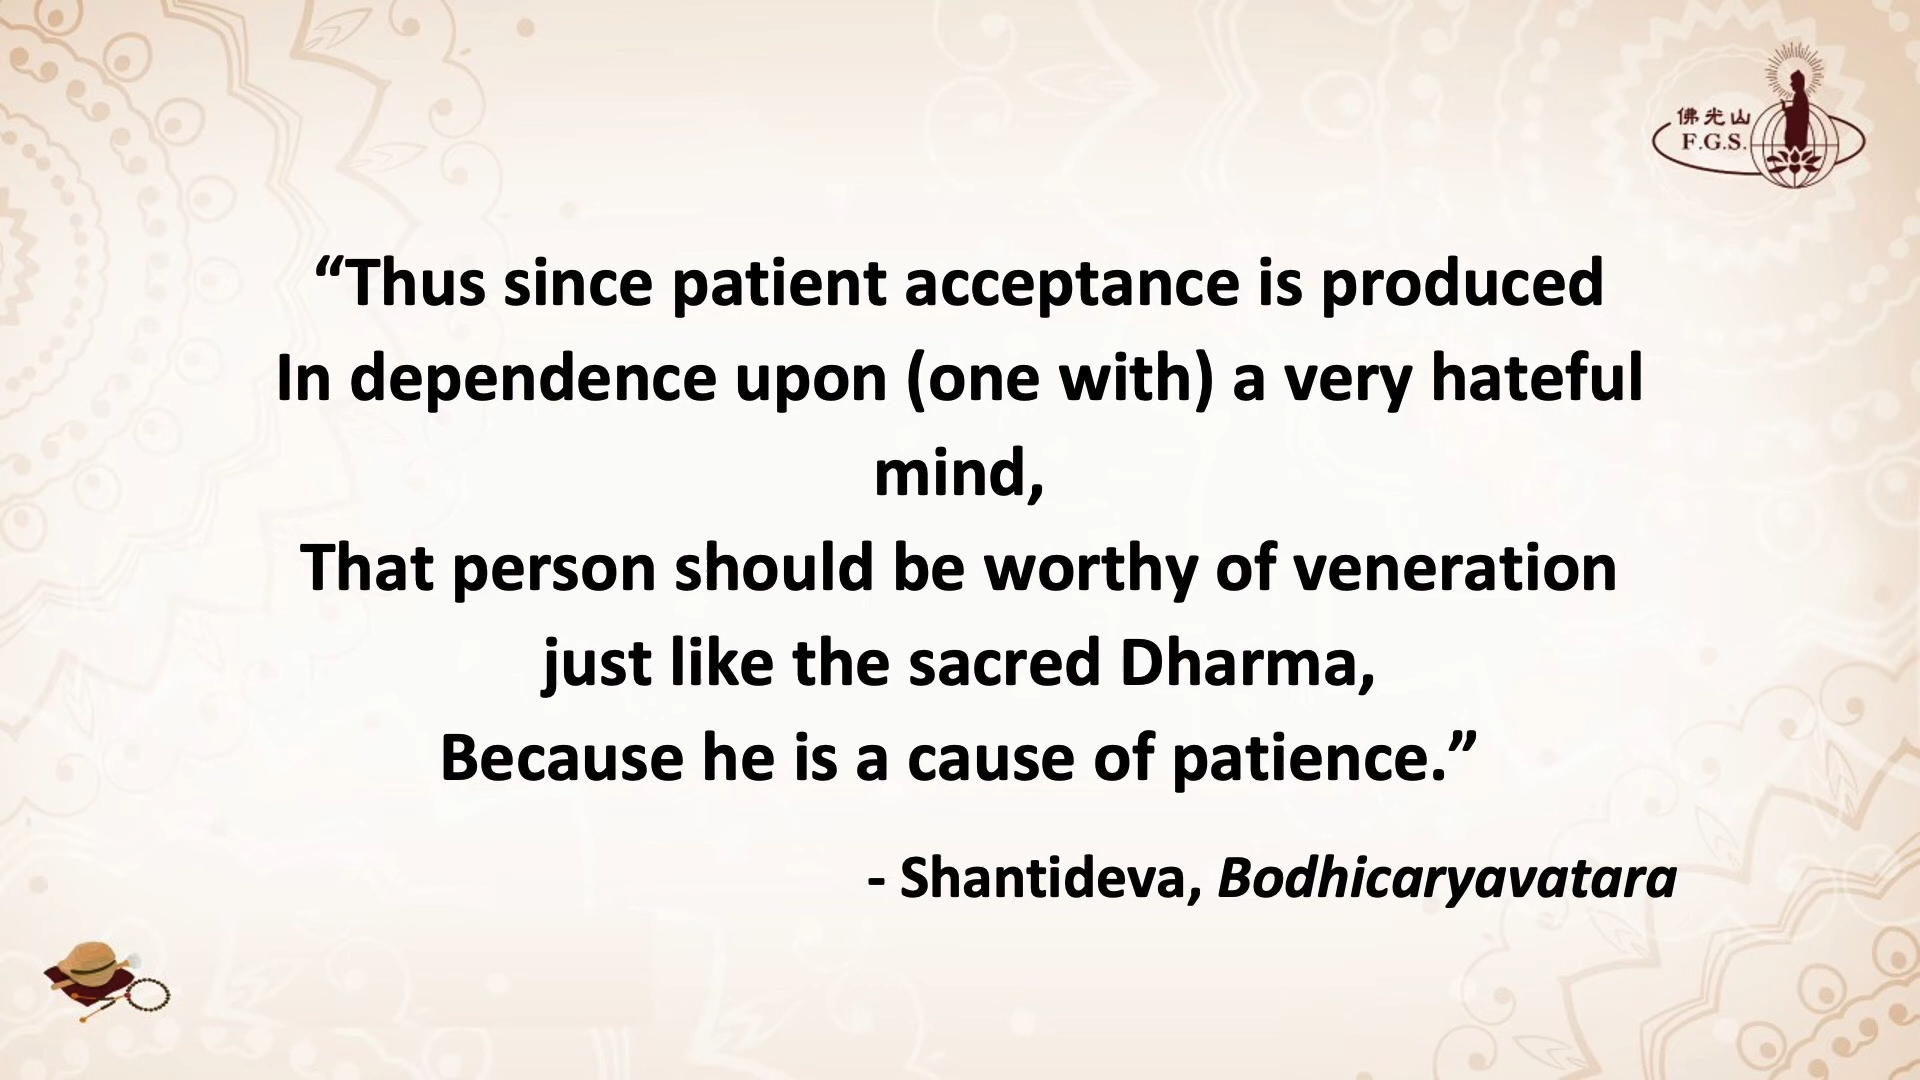 佛光山
F.G.S.
“Thus since patient acceptance is produced
In dependence upon (one with) a very hateful
mind,
That person should be worthy of veneration
just like the sacred Dharma,
Because he is a cause of patience.”
- Shantideva, Bodhicaryavatara